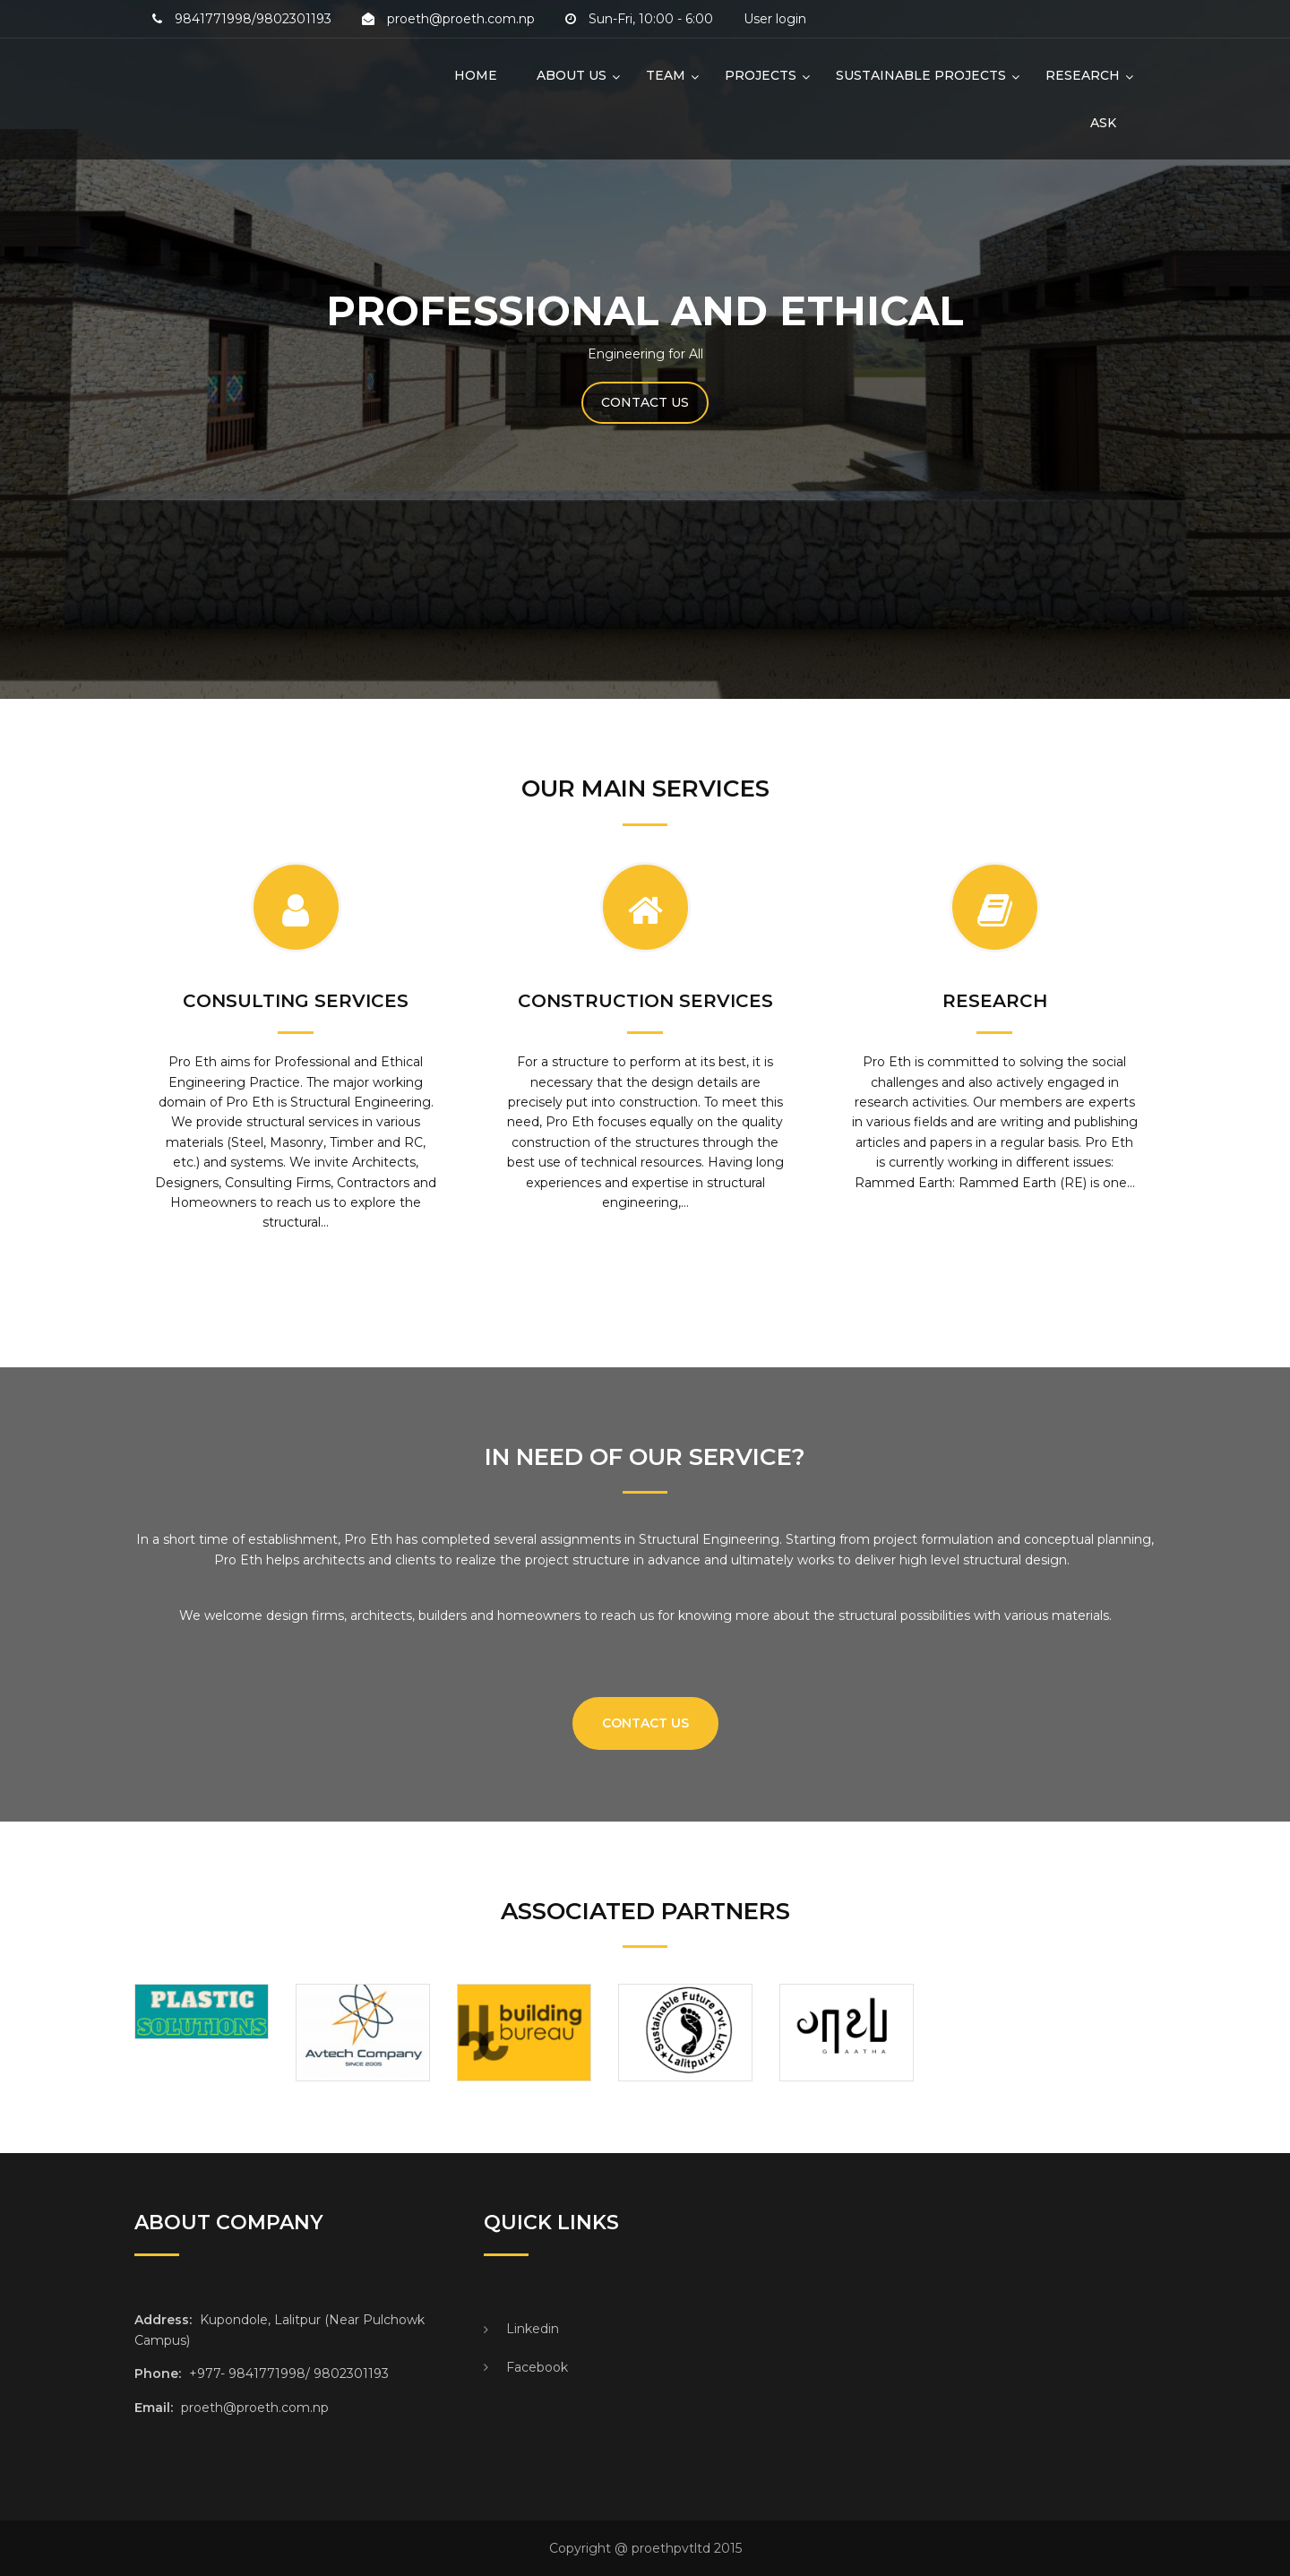 9841771998/9802301193 proeth@proeth.com.np Sun-Fri, 10:00 - 6:00 User login
HOME ABOUT US TEAM PROJECTS SUSTAINABLE PROJECTS RESEARCH
ASK
PROFESSIONAL AND ETHICAL
Engineering for All
CONTACT US
OUR MAIN SERVICES
CONSULTING SERVICES
Pro Eth aims for Professional and Ethical
Engineering Practice. The major working
domain of Pro Eth is Structural Engineering.
We provide structural services in various
materials (Steel, Masonry, Timber and RC,
etc.) and systems. We invite Architects,
Designers, Consulting Firms, Contractors and
Homeowners to reach us to explore the
structural...
CONSTRUCTION SERVICES
For a structure to perform at its best, it is
necessary that the design details are
precisely put into construction. To meet this
need, Pro Eth focuses equally on the quality
construction of the structures through the
best use of technical resources. Having long
experiences and expertise in structural
engineering,...
RESEARCH
Pro Eth is committed to solving the social
challenges and also actively engaged in
research activities. Our members are experts
in various fields and are writing and publishing
articles and papers in a regular basis. Pro Eth
is currently working in different issues:
Rammed Earth: Rammed Earth (RE) is one...
IN NEED OF OUR SERVICE?
In a short time of establishment, Pro Eth has completed several assignments in Structural Engineering. Starting from project formulation and conceptual planning,
Pro Eth helps architects and clients to realize the project structure in advance and ultimately works to deliver high level structural design.
We welcome design firms, architects, builders and homeowners to reach us for knowing more about the structural possibilities with various materials.
CONTACT US
ASSOCIATED PARTNERS
PLASTIC
SOLUTIONS
Avtech Company
SINCE 2005
building
bureau
Sustainable Future Pvt. Ltd.
Lalitpur
GAATHA
ABOUT COMPANY
Address: Kupondole, Lalitpur (Near Pulchowk
Campus)
Phone: +977- 9841771998/ 9802301193
Email: proeth@proeth.com.np
QUICK LINKS
Linkedin
Facebook
Copyright @ proethpvtltd 2015